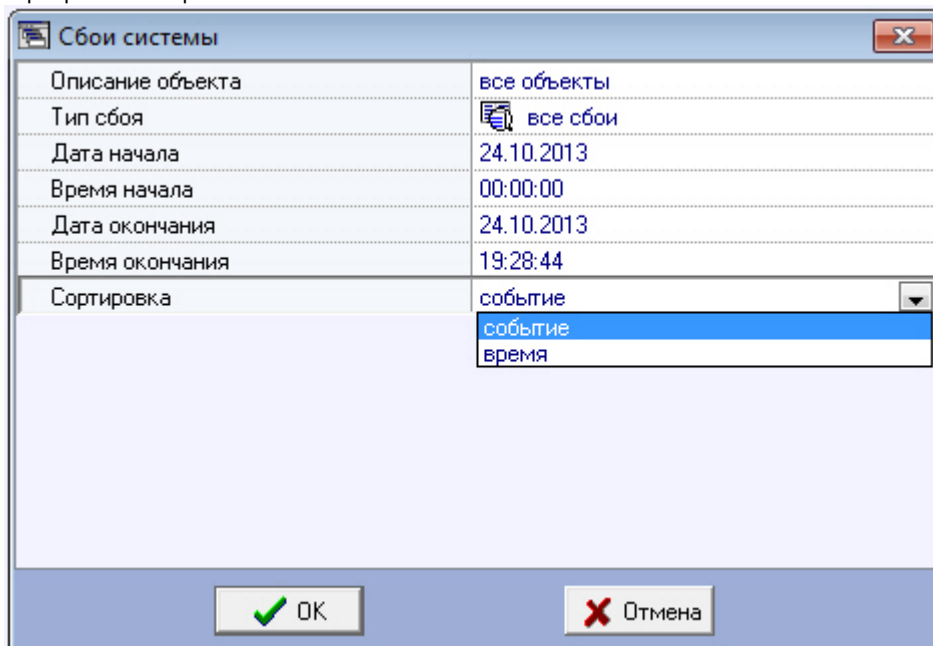 Сбои системы
Описание объекта все объекты
Тип сбоя все сбои
Дата начала 24.10.2013
Время начала 00:00:00
Дата окончания 24.10.2013
Время окончания 19:28:44
Сортировка событие
событие
время
OK Отмена